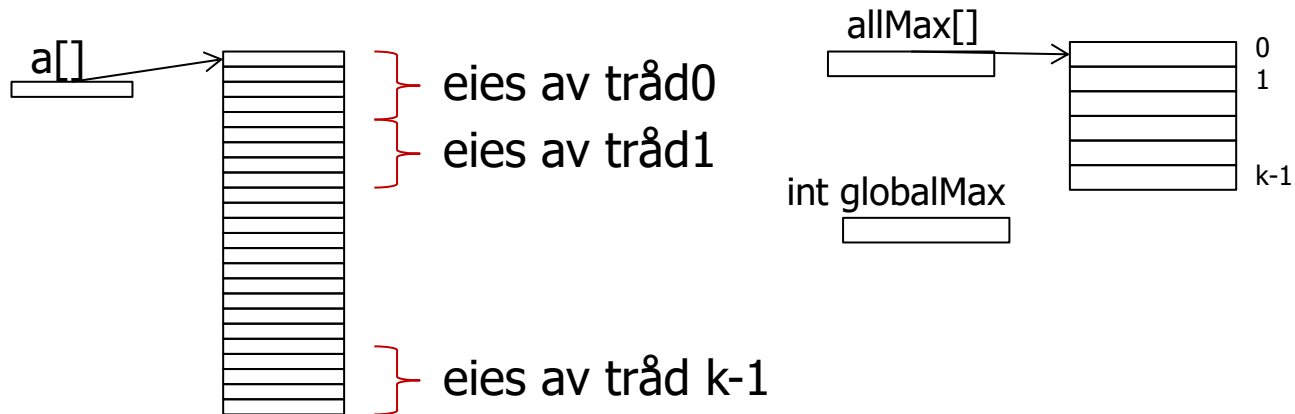 a[]
eies av tråd0
eies av tråd1
eies av tråd k-1
allMax[]
0
1
k-1
int globalMax